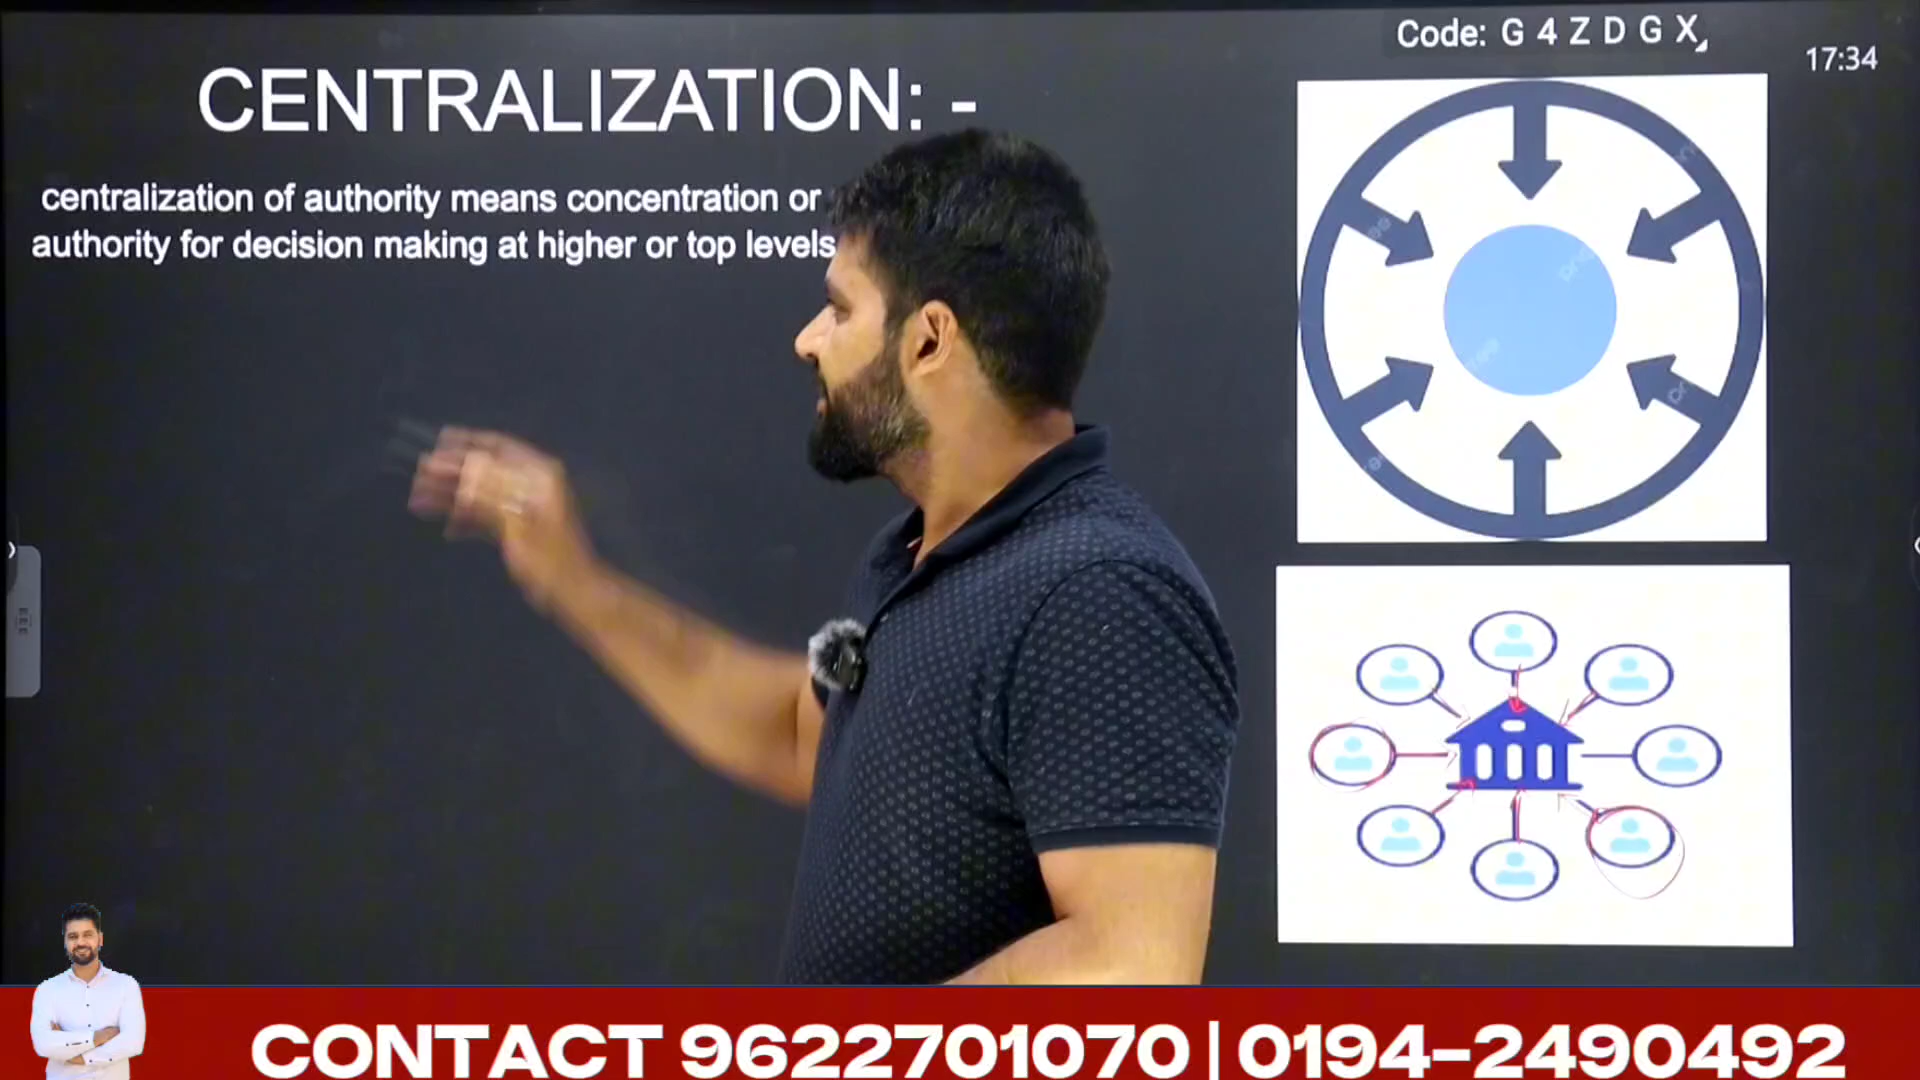 Code: G 4 Z D G X
17:34
CENTRALIZATION: -
centralization of authority means concentration or
authority for decision making at higher or top levels
CONTACT 9622701070 | 0194-2490492